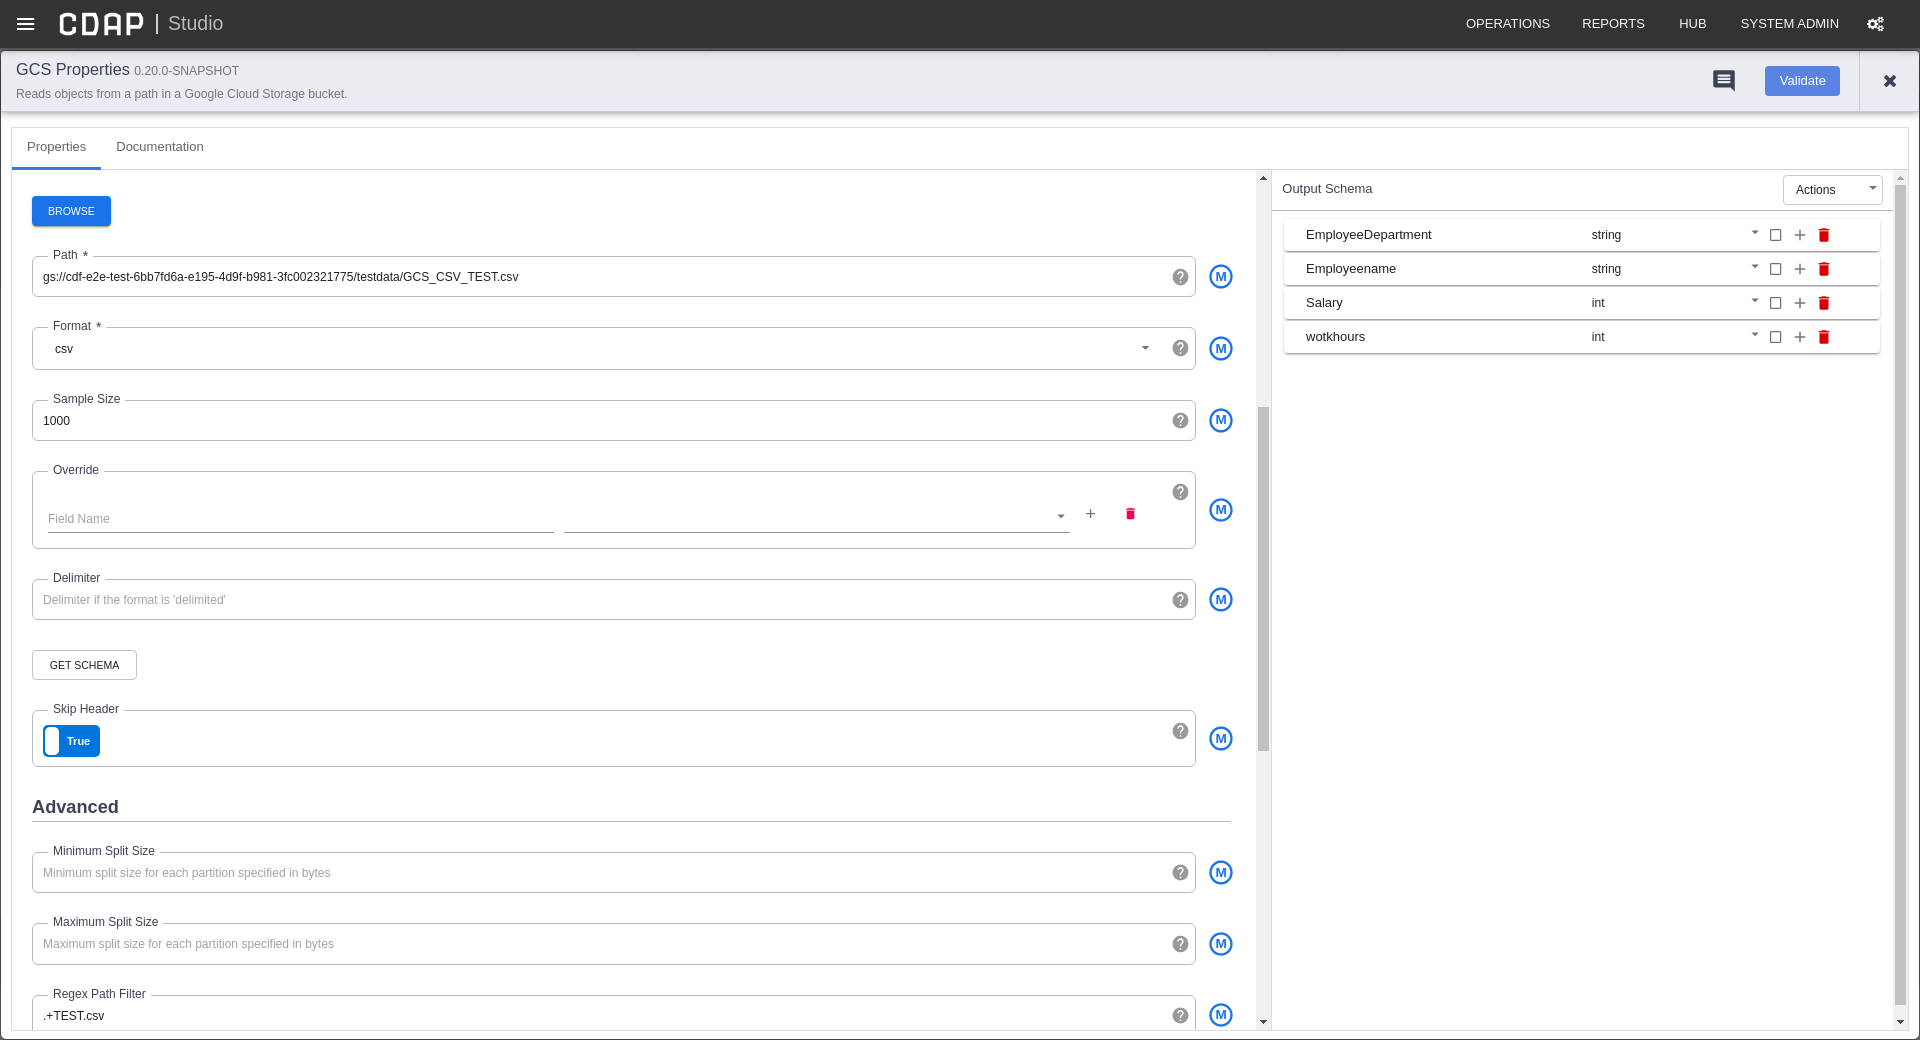 CDAP | Studio
OPERATIONS REPORTS HUB SYSTEM ADMIN
GCS Properties 0.20.0-SNAPSHOT
Reads objects from a path in a Google Cloud Storage bucket.
Validate
Properties Documentation
BROWSE
Path *
gs://cdf-e2e-test-6bb7fd6a-e195-4d9f-b981-3fc002321775/testdata/GCS_CSV_TEST.csv
M
Format *
csv
M
Sample Size
1000
M
Override
Field Name
M
Delimiter
Delimiter if the format is 'delimited'
M
GET SCHEMA
Skip Header
True
M
Advanced
Minimum Split Size
Minimum split size for each partition specified in bytes
M
Maximum Split Size
Maximum split size for each partition specified in bytes
M
Regex Path Filter
.+TEST.csv
M
Output Schema
Actions
EmployeeDepartment string
Employeename string
Salary int
wotkhours int